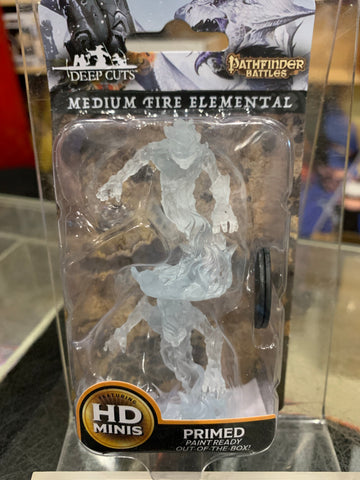 DEEP CUTS
PATHFINDER
BATTLES
MEDIUM FIRE ELEMENTAL
FEATURING
HD
MINIS
PRIMED
PAINT READY
OUT-OF-THE-BOX!